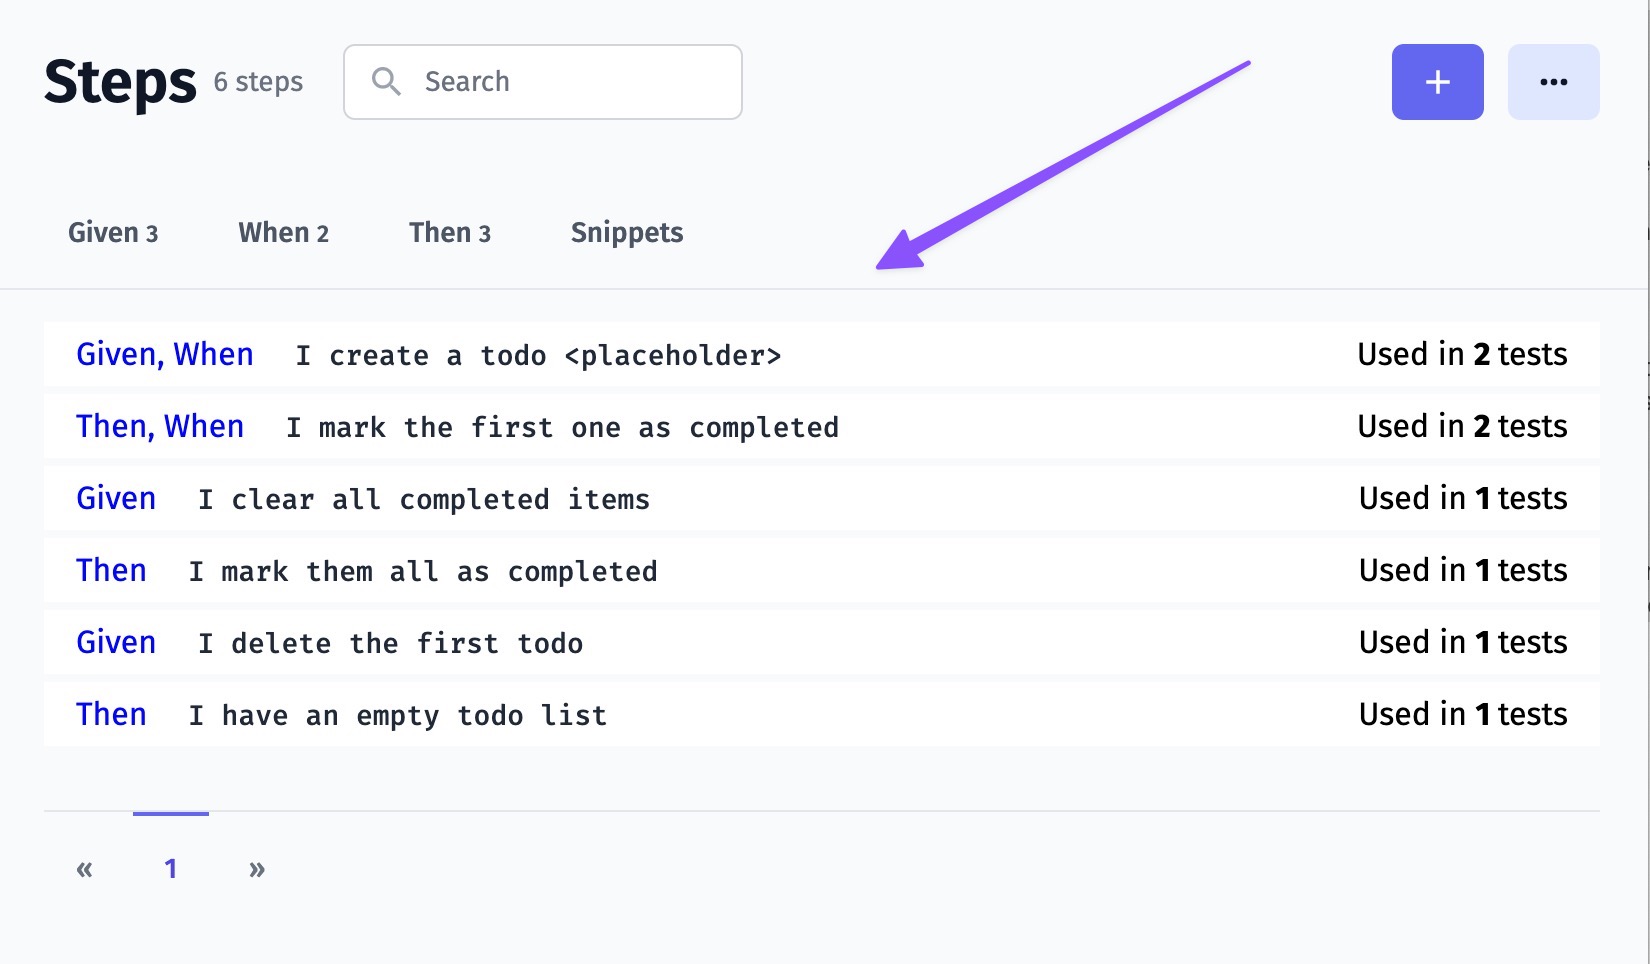 Steps 6 steps Search + •••
Given 3 When 2 Then 3 Snippets
Given, When I create a todo <placeholder> Used in 2 tests
Then, When I mark the first one as completed Used in 2 tests
Given I clear all completed items Used in 1 tests
Then I mark them all as completed Used in 1 tests
Given I delete the first todo Used in 1 tests
Then I have an empty todo list Used in 1 tests
« 1 »